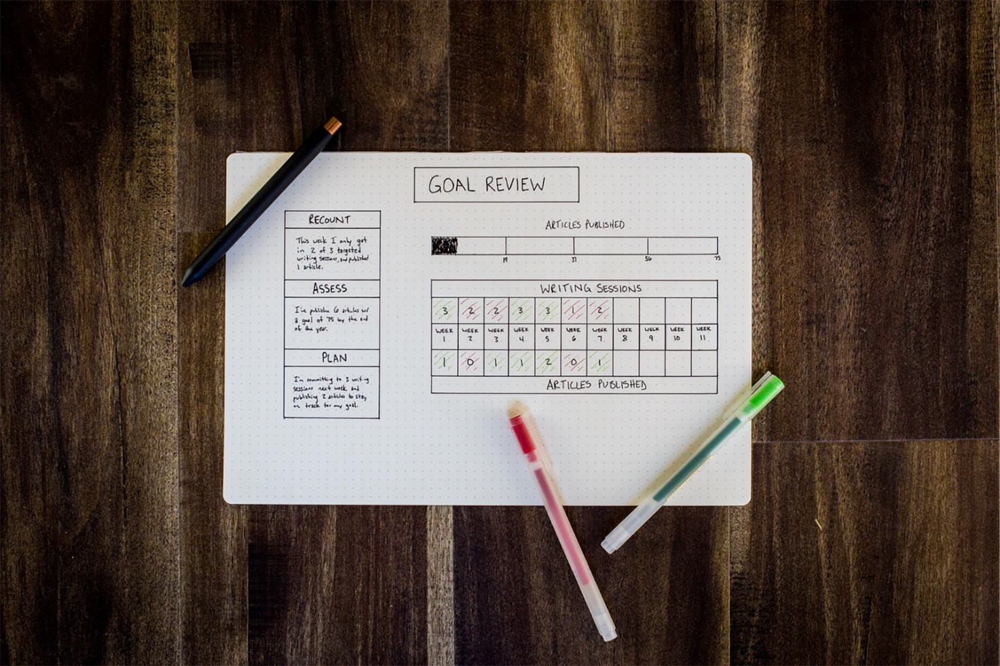 GOAL REVIEW
RECOUNT
This week I only got
in 2 of 3 targeted
writing sessions, and published
1 article.
ASSESS
I've publishe 6 articles w/
a goal of 75 by the end
of the year.
PLAN
I'm committing to 3 writing
sessions next week and
publishing 2 articles to stay
on track for my goal.
ARTICLES PUBLISHED
19 37 56 75
WRITING SESSIONS
3 2 2 3 3 1 2
WEEK WEEK WEEK WEEK WEEK WEEK WEEK WEEK WEEK WEEK WEEK
1 2 3 4 5 6 7 8 9 10 11
1 0 1 1 2 0 1
ARTICLES PUBLISHED